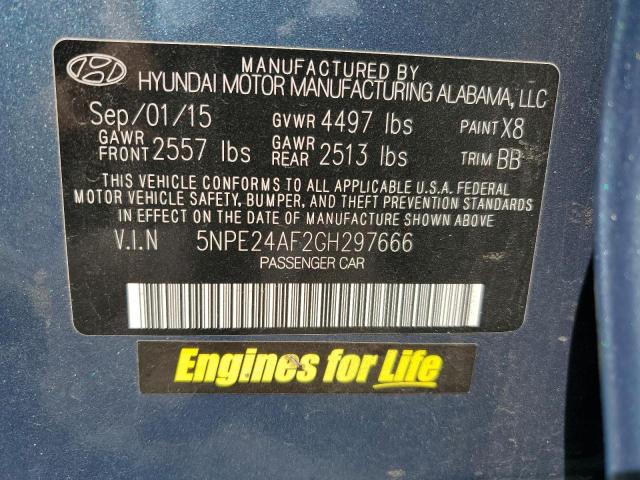 MANUFACTURED BY
HYUNDAI MOTOR MANUFACTURING ALABAMA, LLC
Sep/01/15 GVWR 4497 lbs PAINT X8
GAWR FRONT 2557 lbs GAWR REAR 2513 lbs TRIM BB
THIS VEHICLE CONFORMS TO ALL APPLICABLE U.S.A. FEDERAL
MOTOR VEHICLE SAFETY, BUMPER, AND THEFT PREVENTION STANDARDS
IN EFFECT ON THE DATE OF MANUFACTURE SHOWN ABOVE
V.I.N 5NPE24AF2GH297666
PASSENGER CAR
Engines for Life